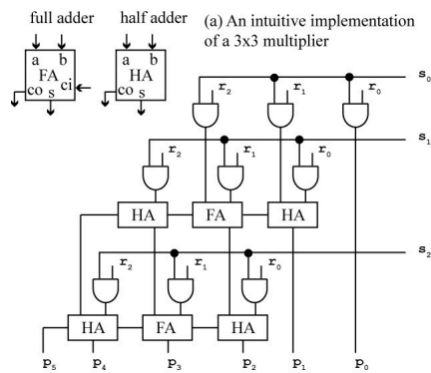 full adder
half adder
(a) An intuitive implementation
of a 3x3 multiplier
a b
FA
co s ci
a b
HA
co s
s0
r2 r1 r0
s1
r2 r1 r0
HA FA HA
s2
r2 r1 r0
HA FA HA
P5 P4 P3 P2 P1 P0